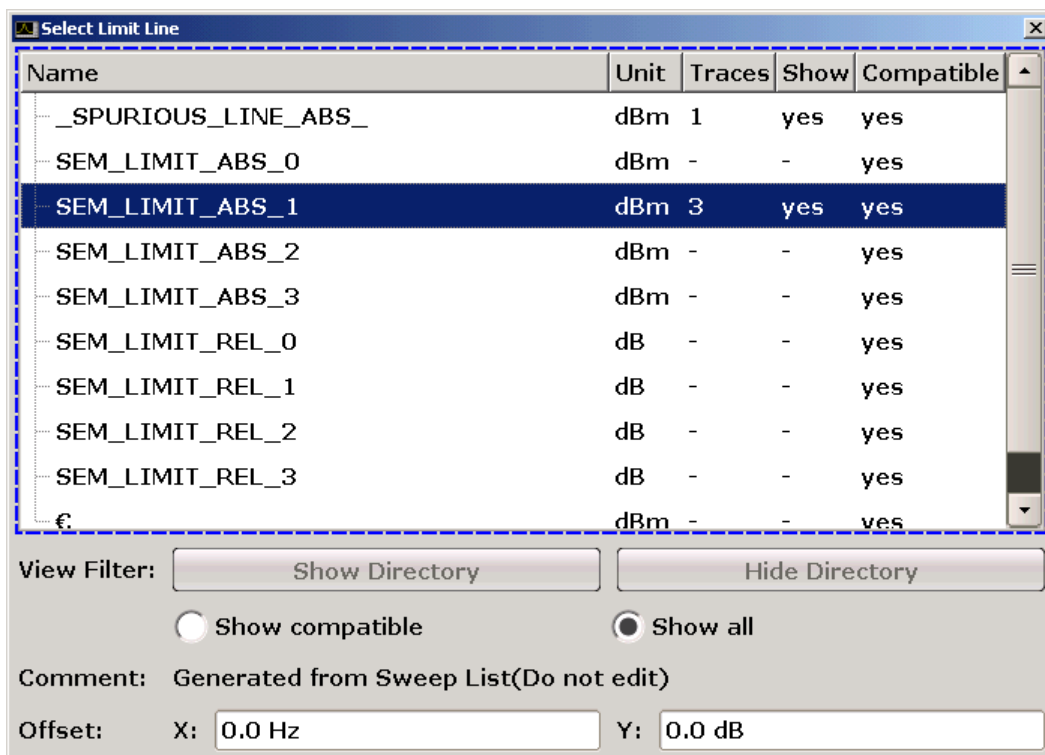 Select Limit Line
Name Unit Traces Show Compatible
_SPURIOUS_LINE_ABS_ dBm 1 yes yes
SEM_LIMIT_ABS_0 dBm - - yes
SEM_LIMIT_ABS_1 dBm 3 yes yes
SEM_LIMIT_ABS_2 dBm - - yes
SEM_LIMIT_ABS_3 dBm - - yes
SEM_LIMIT_REL_0 dB - - yes
SEM_LIMIT_REL_1 dB - - yes
SEM_LIMIT_REL_2 dB - - yes
SEM_LIMIT_REL_3 dB - - yes
€ dBm - - yes
View Filter: Show Directory Hide Directory
Show compatible Show all
Comment: Generated from Sweep List(Do not edit)
Offset: X: 0.0 Hz Y: 0.0 dB